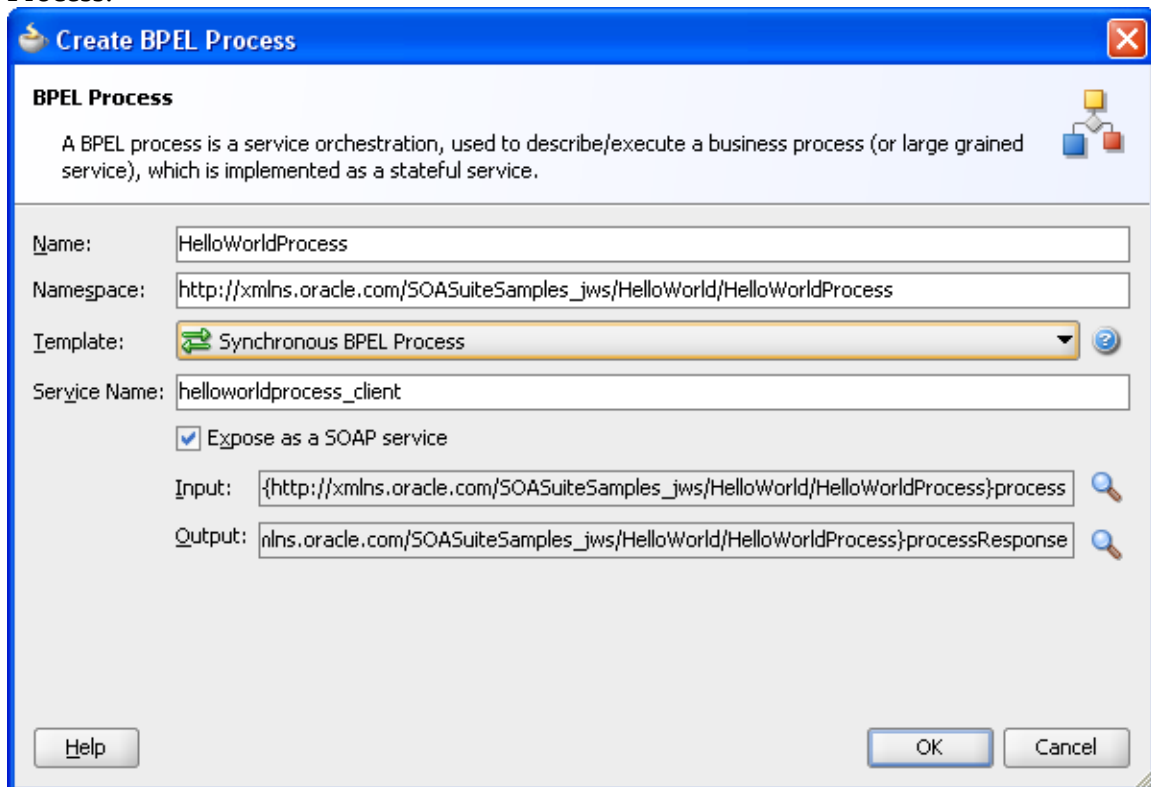 Process.
Create BPEL Process
BPEL Process
A BPEL process is a service orchestration, used to describe/execute a business process (or large grained
service), which is implemented as a stateful service.
Name: HelloWorldProcess
Namespace: http://xmlns.oracle.com/SOASuiteSamples_jws/HelloWorld/HelloWorldProcess
Template: Synchronous BPEL Process
Service Name: helloworldprocess_client
Expose as a SOAP service
Input: {http://xmlns.oracle.com/SOASuiteSamples_jws/HelloWorld/HelloWorldProcess}process
Output: nlns.oracle.com/SOASuiteSamples_jws/HelloWorld/HelloWorldProcess}processResponse
Help OK Cancel